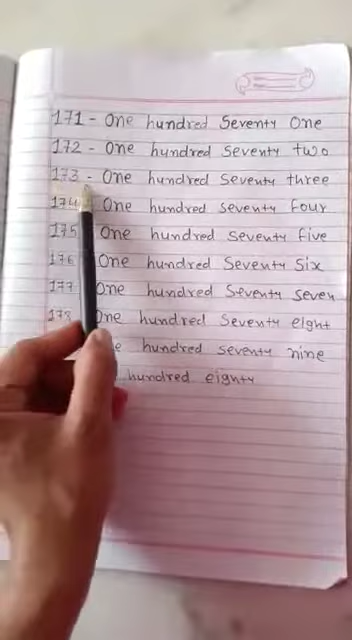 171 - One hundred Seventy One
172 - One hundred Seventy two
173 - One hundred Seventy three
174 One hundred Seventy four
175 One hundred Seventy five
176 One hundred Seventy Six
177 One hundred Seventy Seven
178 One hundred Seventy eight
hundred Seventy nine
hundred eighty